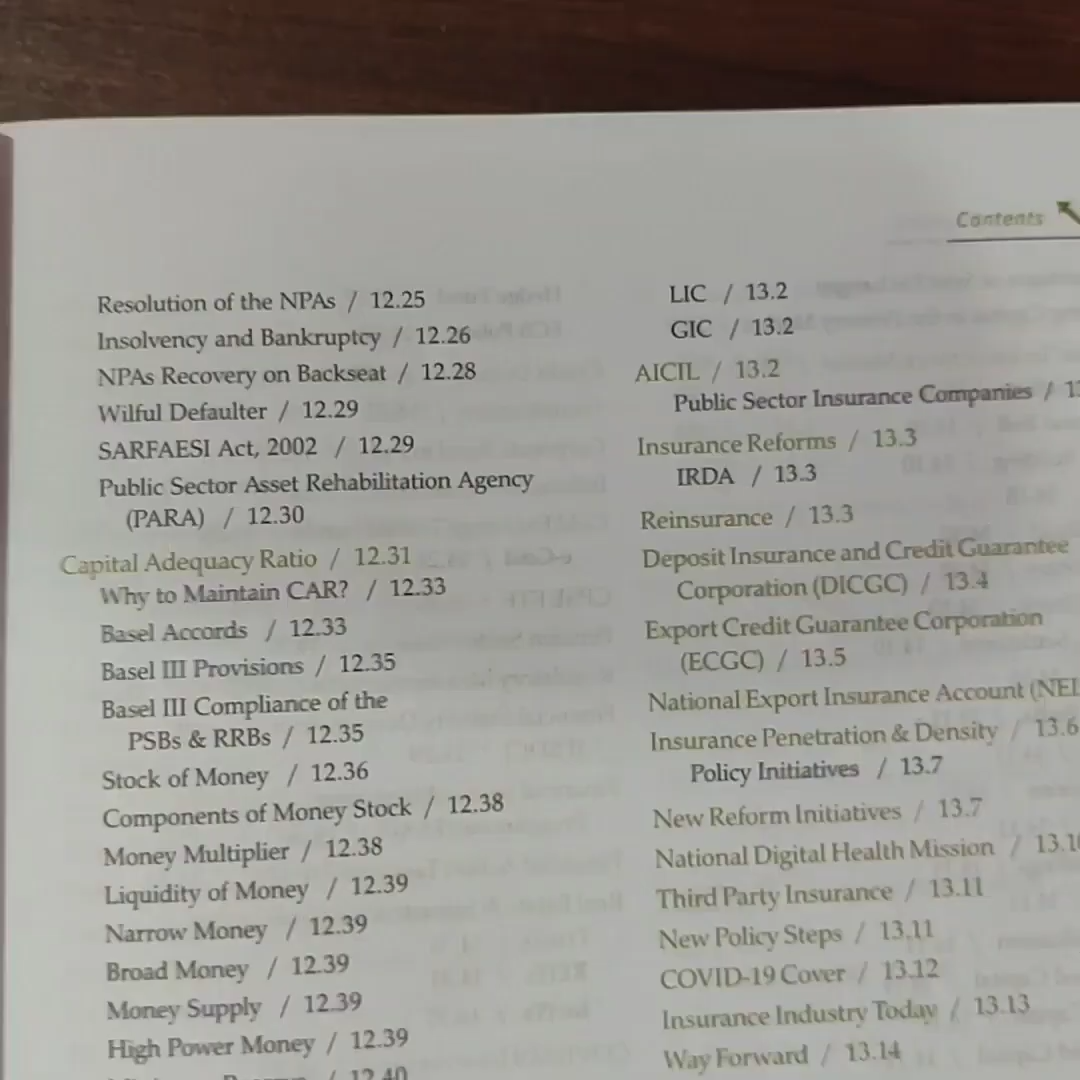 Contents
Resolution of the NPAs / 12.25
Insolvency and Bankruptcy / 12.26
NPAs Recovery on Backseat / 12.28
Wilful Defaulter / 12.29
SARFAESI Act, 2002 / 12.29
Public Sector Asset Rehabilitation Agency
(PARA) / 12.30
Capital Adequacy Ratio / 12.31
Why to Maintain CAR? / 12.33
Basel Accords / 12.33
Basel III Provisions / 12.35
Basel III Compliance of the
PSBs & RRBs / 12.35
Stock of Money / 12.36
Components of Money Stock / 12.38
Money Multiplier / 12.38
Liquidity of Money / 12.39
Narrow Money / 12.39
Broad Money / 12.39
Money Supply / 12.39
High Power Money / 12.39
/ 12.40
LIC / 13.2
GIC / 13.2
AICIL / 13.2
Public Sector Insurance Companies /
Insurance Reforms / 13.3
IRDA / 13.3
Reinsurance / 13.3
Deposit Insurance and Credit Guarantee
Corporation (DICGC) / 13.4
Export Credit Guarantee Corporation
(ECGC) / 13.5
National Export Insurance Account
Insurance Penetration & Density / 13.6
Policy Initiatives / 13.7
New Reform Initiatives / 13.7
National Digital Health Mission /
Third Party Insurance / 13.11
New Policy Steps / 13.11
COVID-19 Cover / 13.12
Insurance Industry Today / 13.13
Way Forward / 13.14